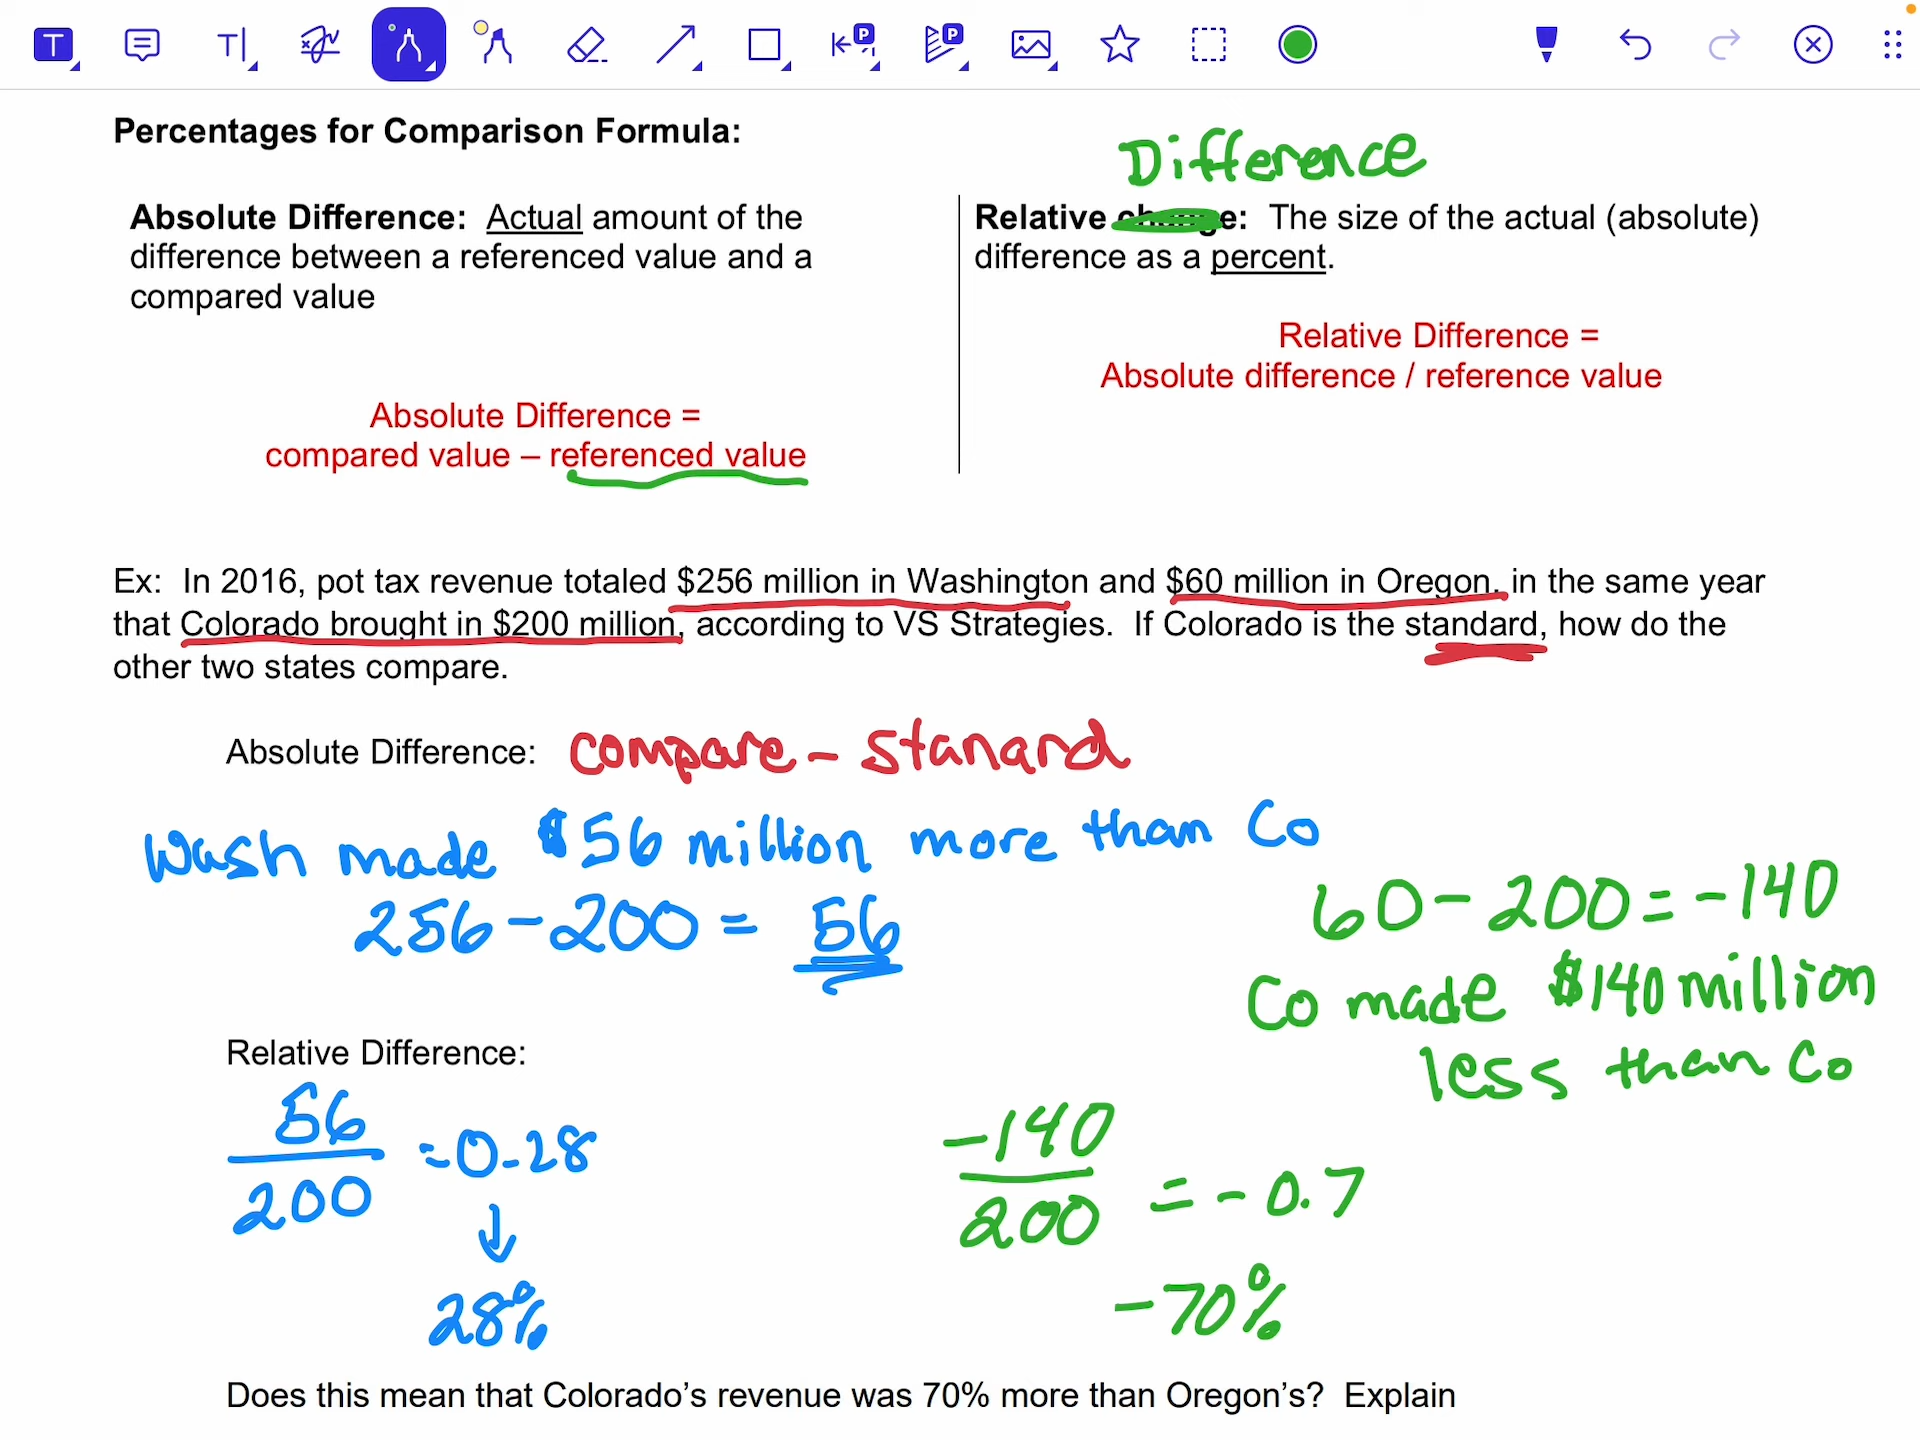 Percentages for Comparison Formula:
Difference
Absolute Difference: Actual amount of the
difference between a referenced value and a
compared value
Absolute Difference =
compared value – referenced value
Relative change: The size of the actual (absolute)
difference as a percent.
Relative Difference =
Absolute difference / reference value
Ex: In 2016, pot tax revenue totaled $256 million in Washington and $60 million in Oregon. in the same year
that Colorado brought in $200 million, according to VS Strategies. If Colorado is the standard, how do the
other two states compare.
Absolute Difference: compare – stanard
Wash made $56 million more than Co
256 – 200 = 56
60 – 200 = -140
Co made $140 million
less than Co
Relative Difference:
56
200
= 0.28
28%
-140
200
= - 0.7
-70%
Does this mean that Colorado’s revenue was 70% more than Oregon’s? Explain